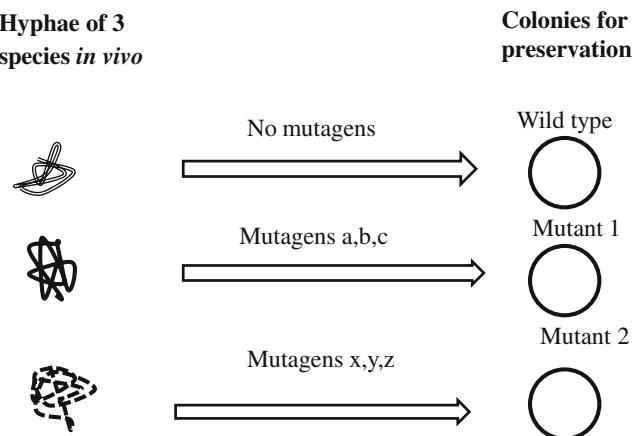 Hyphae of 3
species in vivo
Colonies for
preservation
No mutagens
Wild type
Mutagens a,b,c
Mutant 1
Mutagens x,y,z
Mutant 2